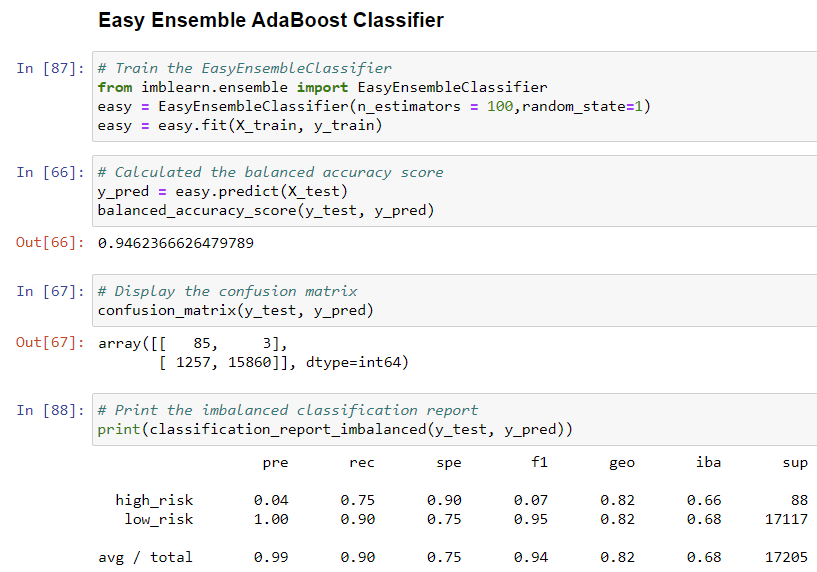 Easy Ensemble AdaBoost Classifier
In [87]: # Train the EasyEnsembleClassifier
from imblearn.ensemble import EasyEnsembleClassifier
easy = EasyEnsembleClassifier(n_estimators = 100,random_state=1)
easy = easy.fit(X_train, y_train)
In [66]: # Calculated the balanced accuracy score
y_pred = easy.predict(X_test)
balanced_accuracy_score(y_test, y_pred)
Out[66]: 0.9462366626479789
In [67]: # Display the confusion matrix
confusion_matrix(y_test, y_pred)
Out[67]: array([[   85,     3],
       [ 1257, 15860]], dtype=int64)
In [88]: # Print the imbalanced classification report
print(classification_report_imbalanced(y_test, y_pred))
pre rec spe f1 geo iba sup
high_risk 0.04 0.75 0.90 0.07 0.82 0.66 88
low_risk 1.00 0.90 0.75 0.95 0.82 0.68 17117
avg / total 0.99 0.90 0.75 0.94 0.82 0.68 17205